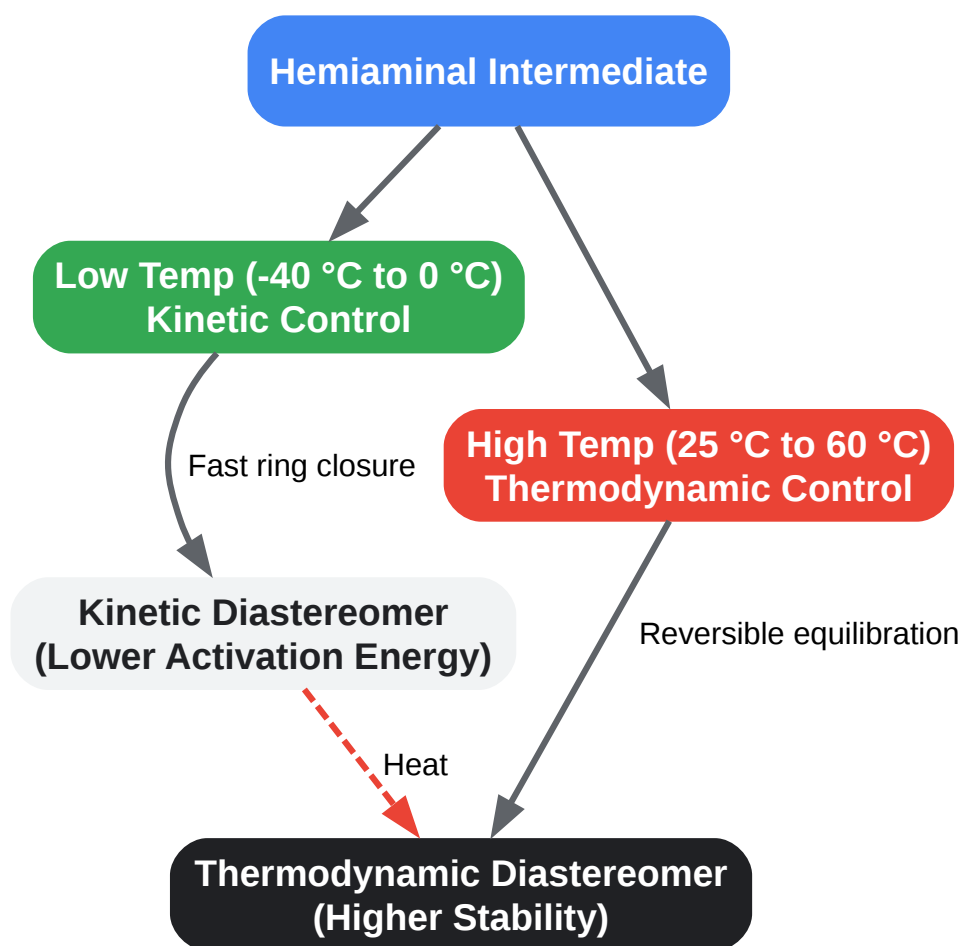 Hemiaminal Intermediate
Low Temp (-40 °C to 0 °C)
Kinetic Control
High Temp (25 °C to 60 °C)
Thermodynamic Control
Fast ring closure
Kinetic Diastereomer
(Lower Activation Energy)
Reversible equilibration
Heat
Thermodynamic Diastereomer
(Higher Stability)